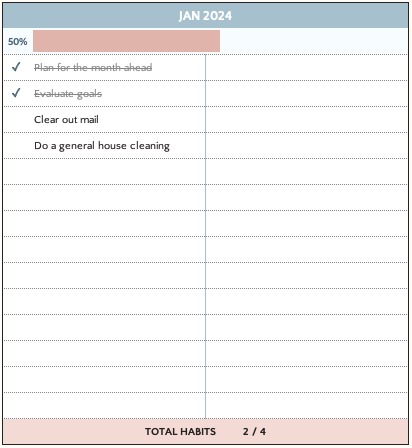 JAN 2024
50%
✓ Plan for the month ahead
✓ Evaluate goals
Clear out mail
Do a general house cleaning
TOTAL HABITS 2 / 4